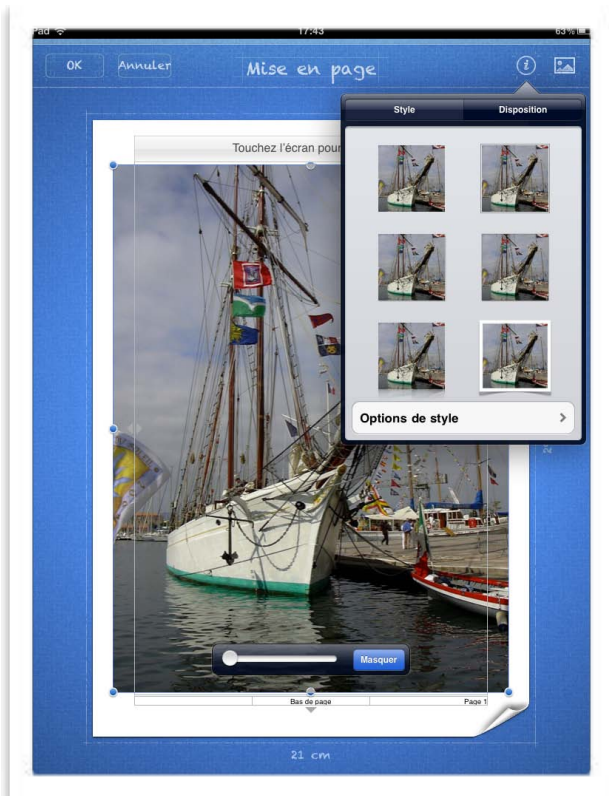 Pad 17:43 63 %
OK Annuler Mise en page
Style Disposition
Touchez l'écran pour
Options de style
Masquer
Bas de page Page 1
21 cm